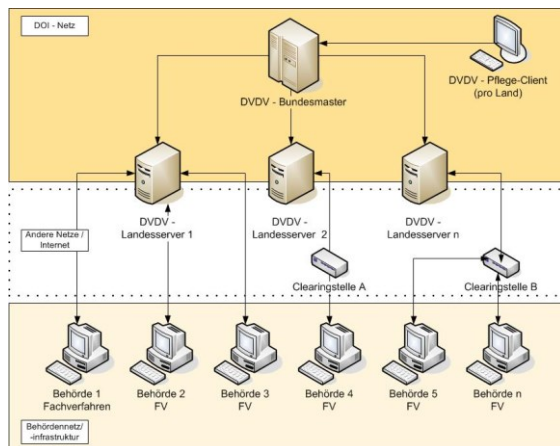 DOI - Netz
DVDV - Bundesmaster
DVDV - Pflege-Client
(pro Land)
DVDV -
Landesserver 1
DVDV -
Landesserver 2
DVDV -
Landesserver n
Andere Netze /
Internet
Clearingstelle A
Clearingstelle B
Behörde 1
Fachverfahren
Behörde 2
FV
Behörde 3
FV
Behörde 4
FV
Behörde 5
FV
Behörde n
FV
Behördennetz/
-infrastruktur